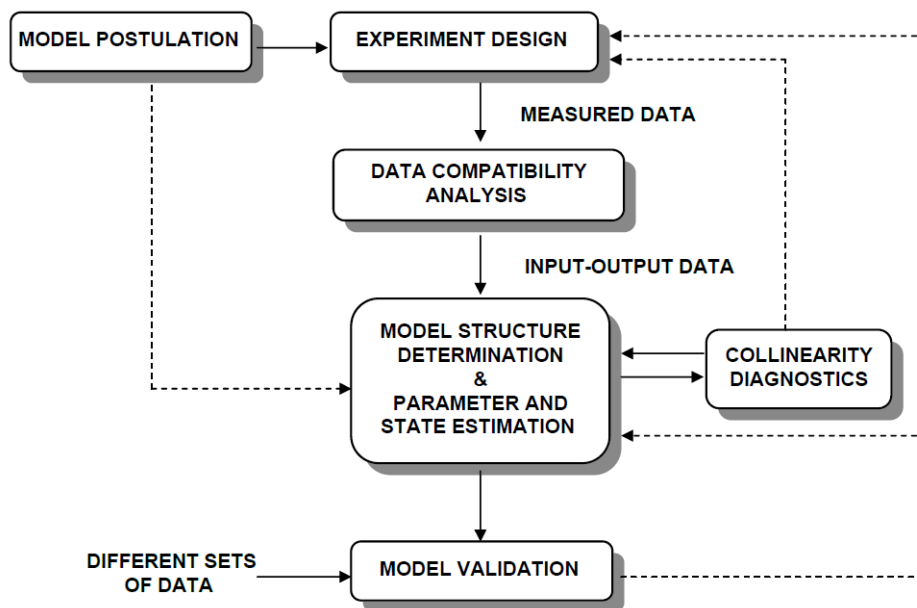 MODEL POSTULATION
EXPERIMENT DESIGN
MEASURED DATA
DATA COMPATIBILITY
ANALYSIS
INPUT-OUTPUT DATA
MODEL STRUCTURE
DETERMINATION
&
PARAMETER AND
STATE ESTIMATION
COLLINEARITY
DIAGNOSTICS
DIFFERENT SETS
OF DATA
MODEL VALIDATION